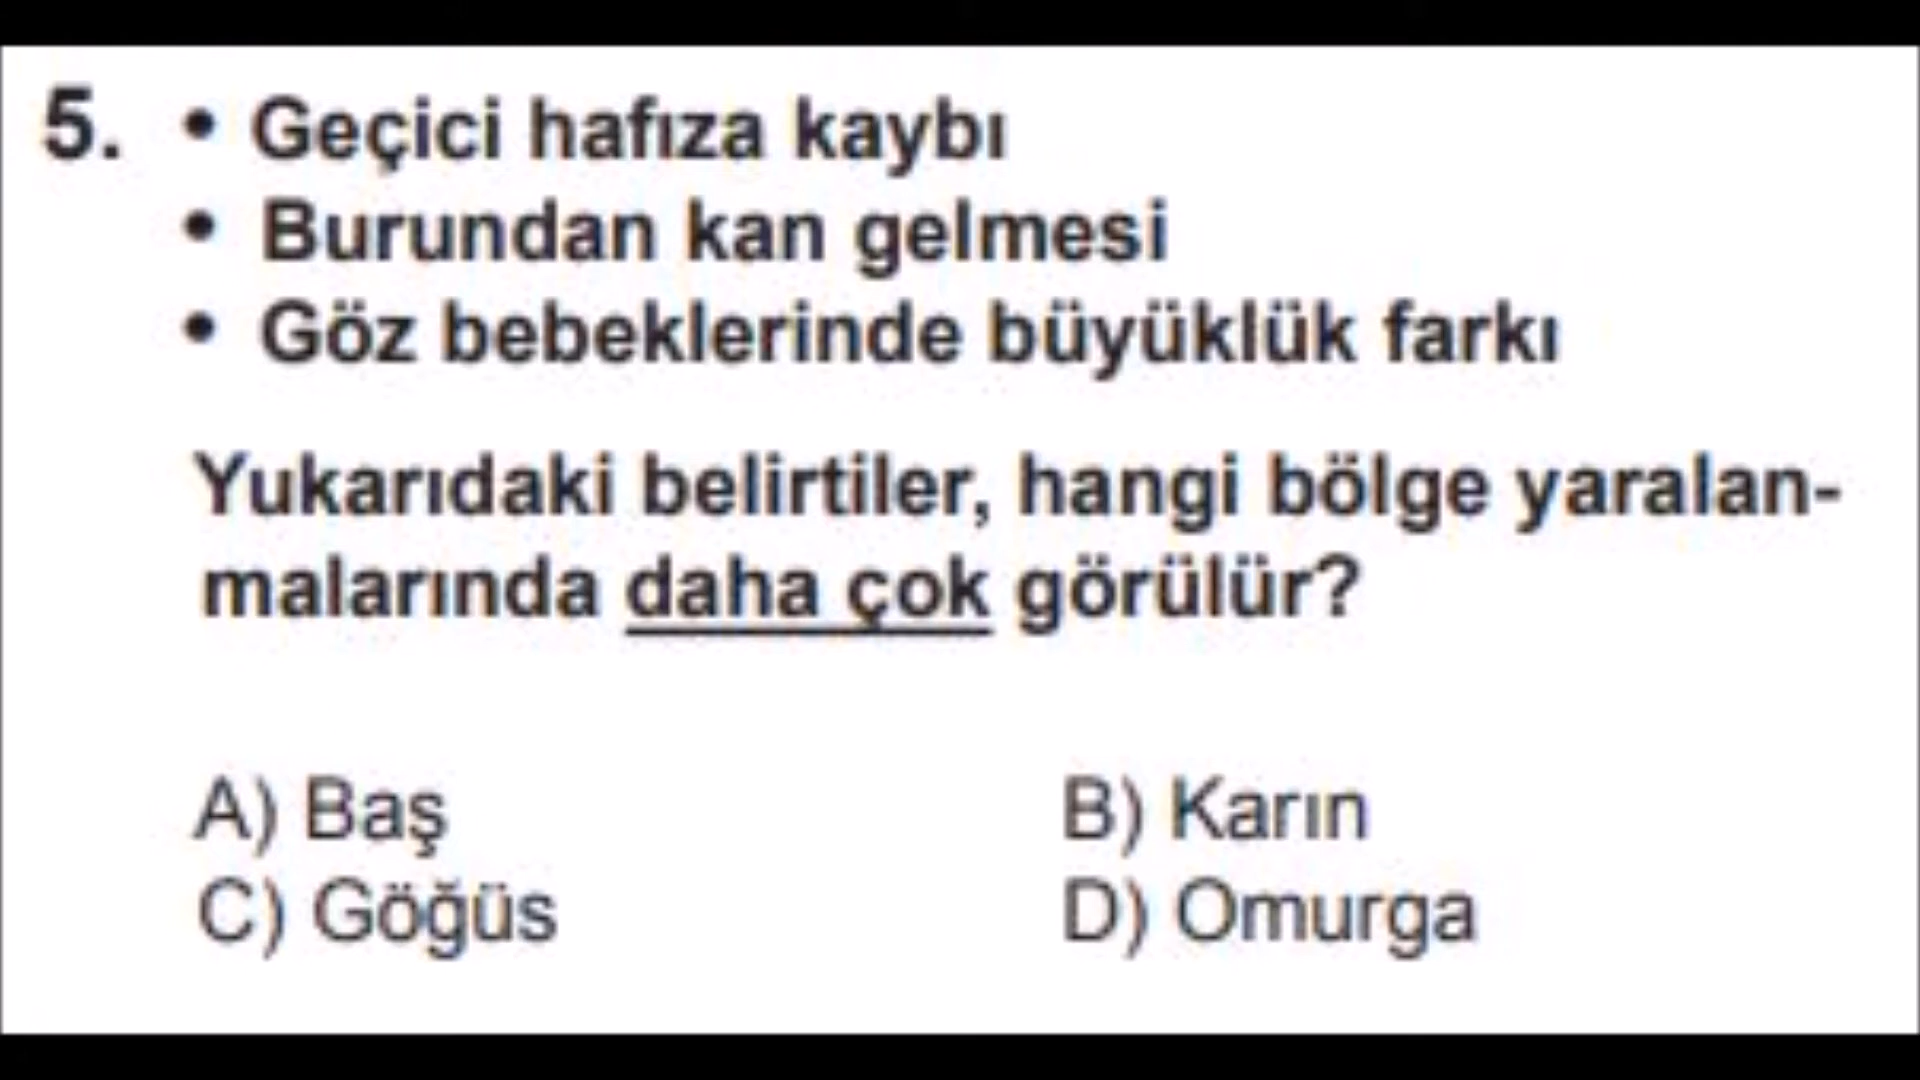 5. • Geçici hafıza kaybı
• Burundan kan gelmesi
• Göz bebeklerinde büyüklük farkı
Yukarıdaki belirtiler, hangi bölge yaralan-
malarında daha çok görülür?
A) Baş B) Karın
C) Göğüs D) Omurga